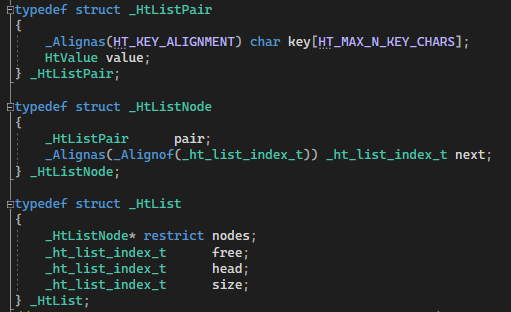 typedef struct _HtListPair
{
    _Alignas(HT_KEY_ALIGNMENT) char key[HT_MAX_N_KEY_CHARS];
    HtValue value;
} _HtListPair;
typedef struct _HtListNode
{
    _HtListPair      pair;
    _Alignas(_Alignof(_ht_list_index_t)) _ht_list_index_t next;
} _HtListNode;
typedef struct _HtList
{
    _HtListNode* restrict nodes;
    _ht_list_index_t      free;
    _ht_list_index_t      head;
    _ht_list_index_t      size;
} _HtList;